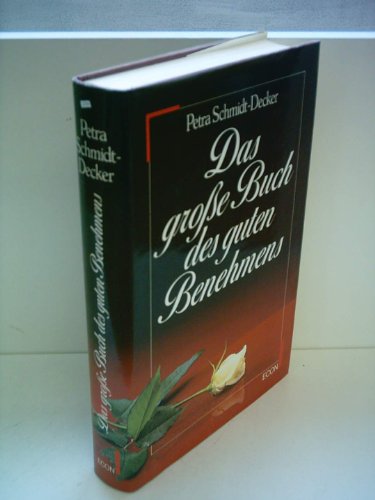 Petra Schmidt-Decker
Das
große Buch
des guten
Benehmens
ECON
Petra
Schmidt-
Decker
Das große Buch des guten Benehmens
ECON